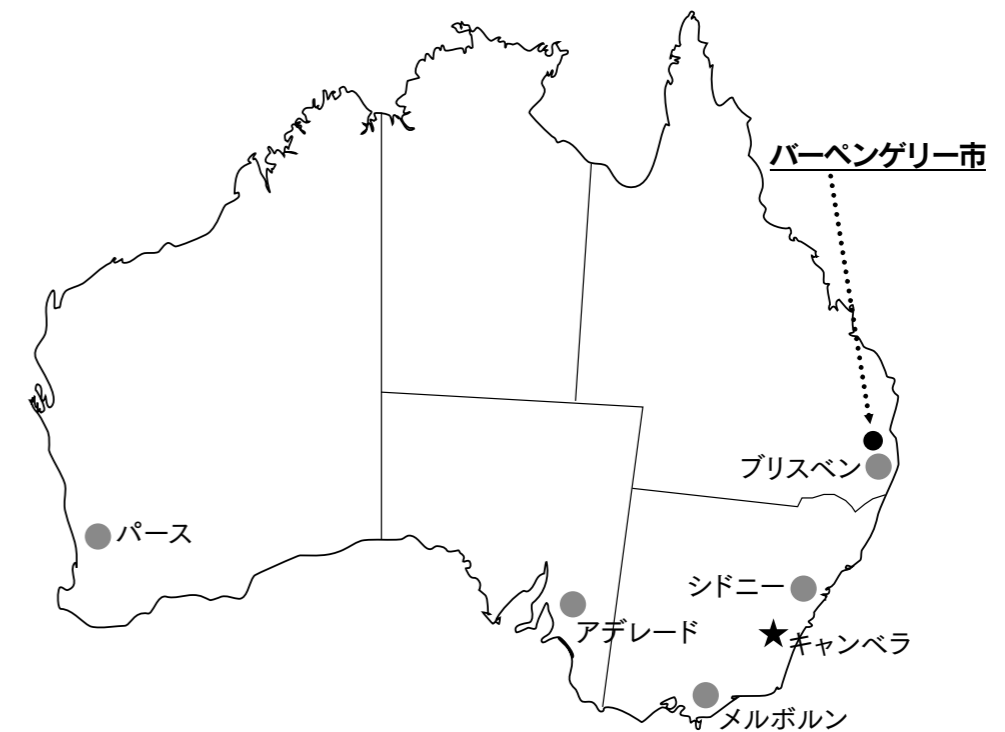 バーペンゲリー市
ブリスベン
パース
シドニー
アデレード
キャンベラ
メルボルン